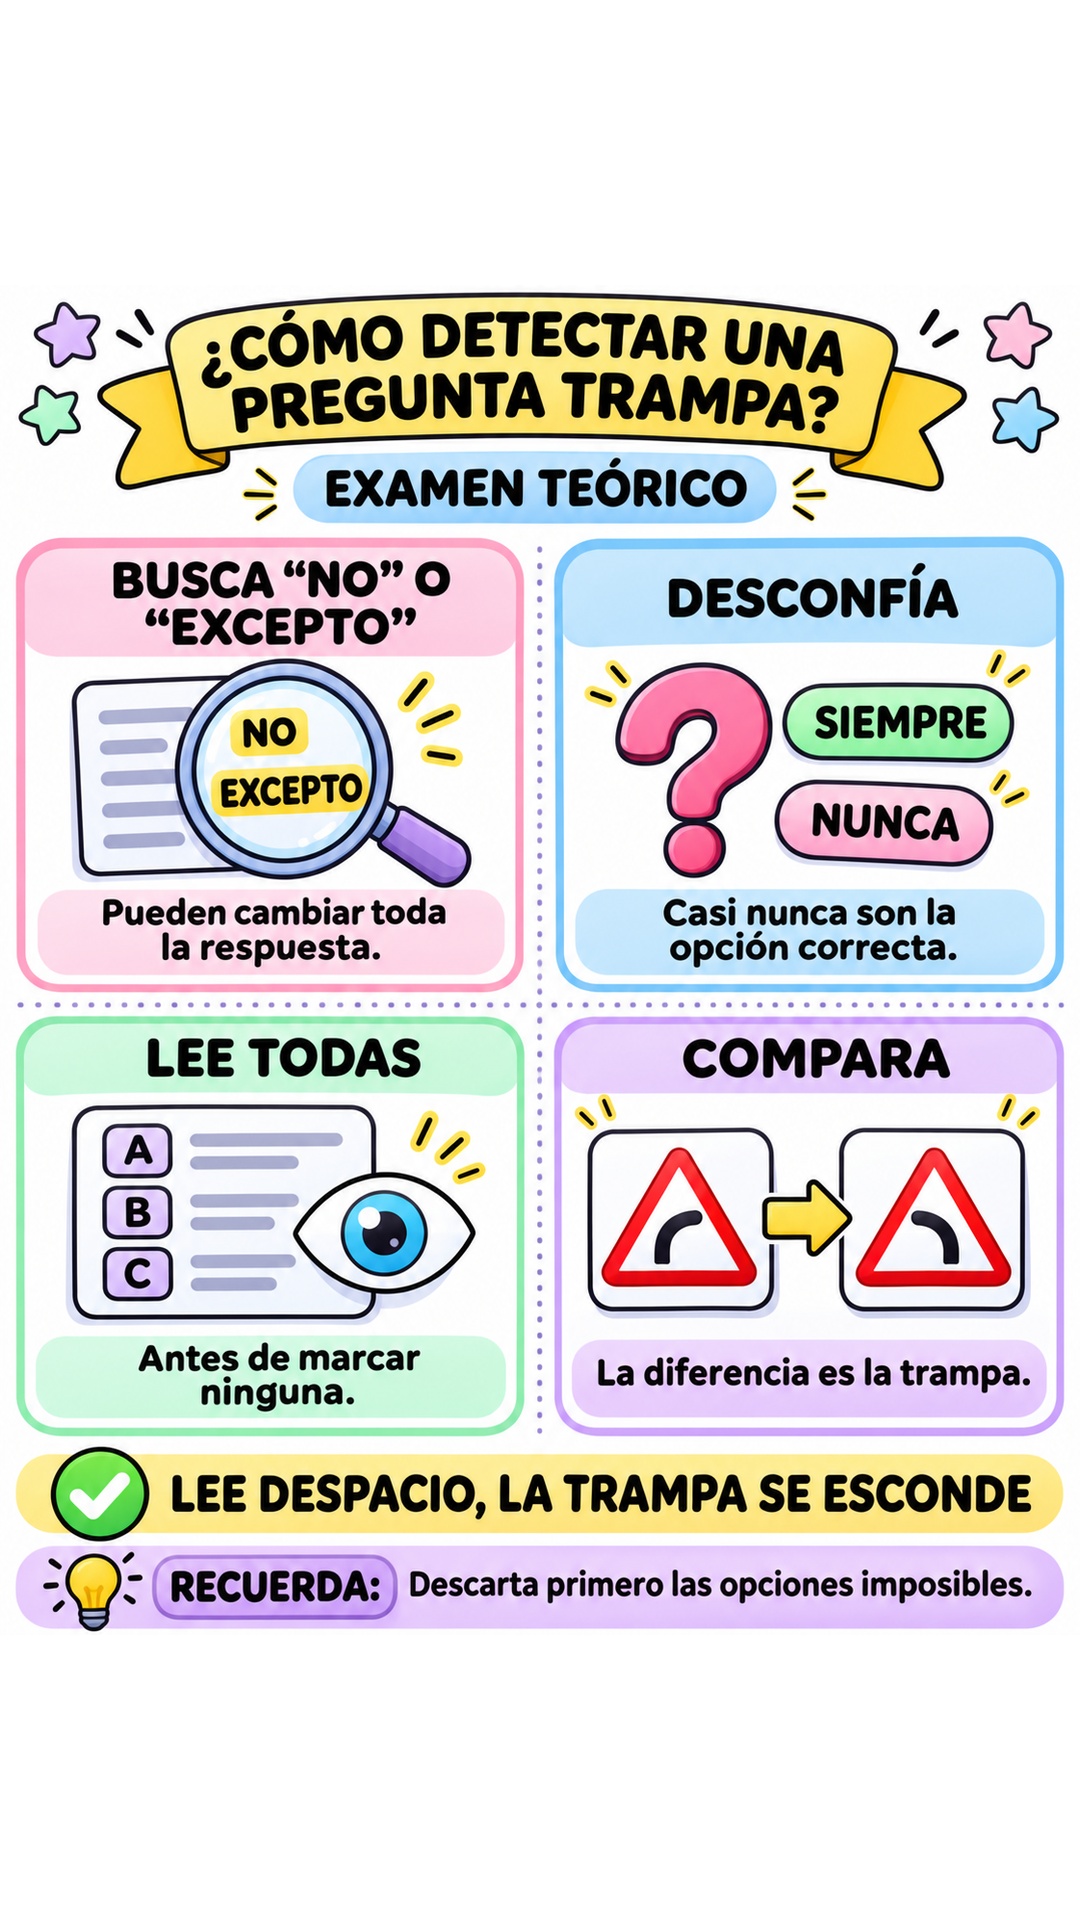 ¿CÓMO DETECTAR UNA
PREGUNTA TRAMPA?
EXAMEN TEÓRICO
BUSCA “NO” O
“EXCEPTO”
NO
EXCEPTO
Pueden cambiar toda
la respuesta.
DESCONFÍA
SIEMPRE
NUNCA
Casi nunca son la
opción correcta.
LEE TODAS
A
B
C
Antes de marcar
ninguna.
COMPARA
La diferencia es la trampa.
LEE DESPACIO, LA TRAMPA SE ESCONDE
RECUERDA: Descarta primero las opciones imposibles.